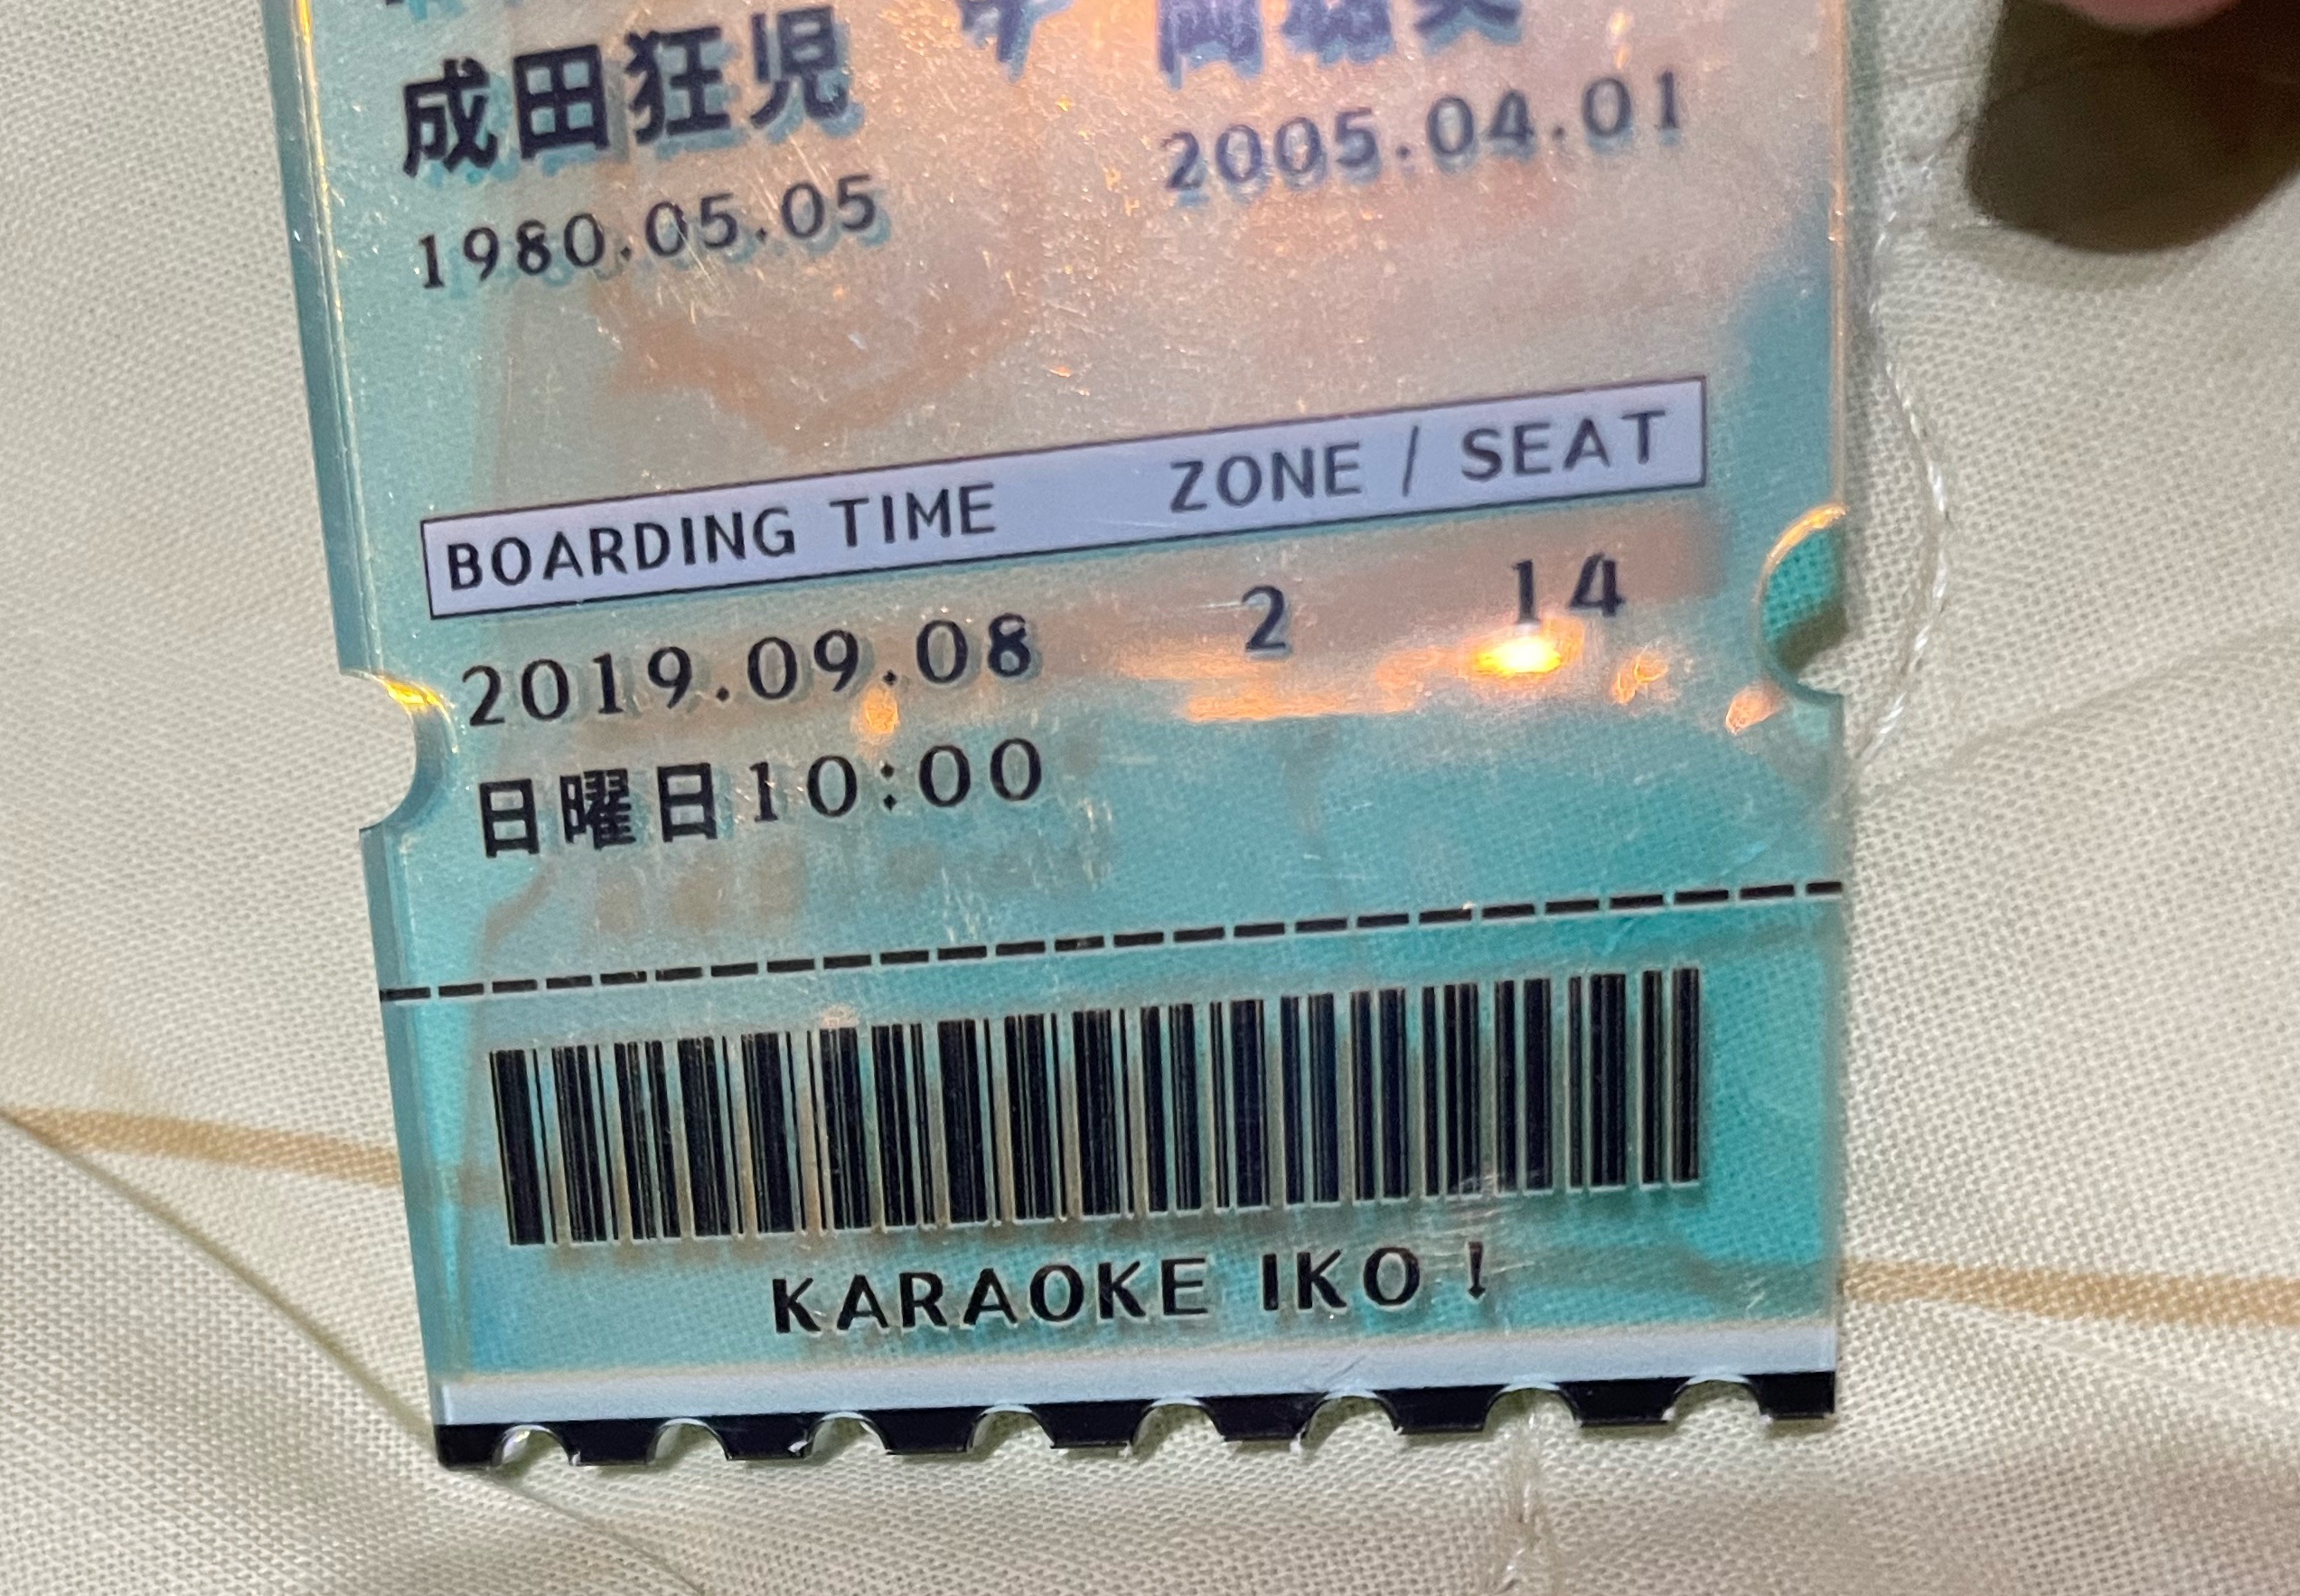 成田狂児
1980.05.05
2005.04.01
BOARDING TIME ZONE / SEAT
2019.09.08 2 14
日曜日10:00
KARAOKE IKO !